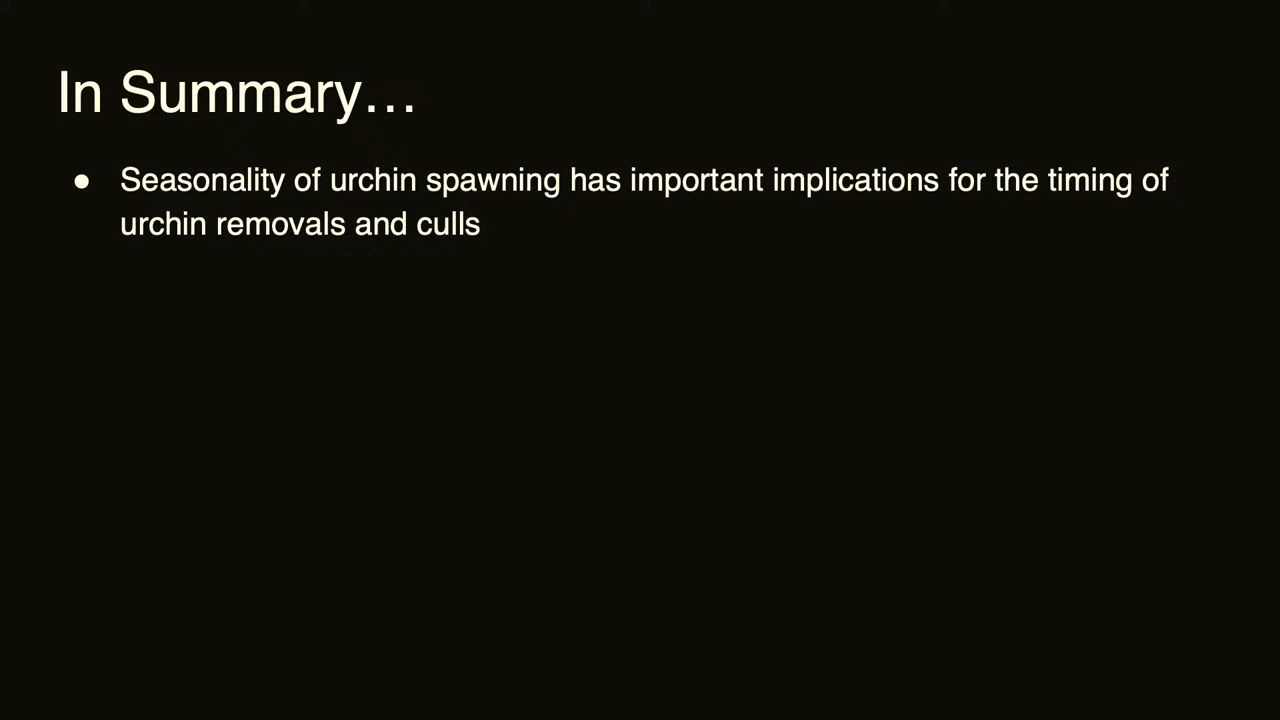 In Summary…
● Seasonality of urchin spawning has important implications for the timing of
urchin removals and culls